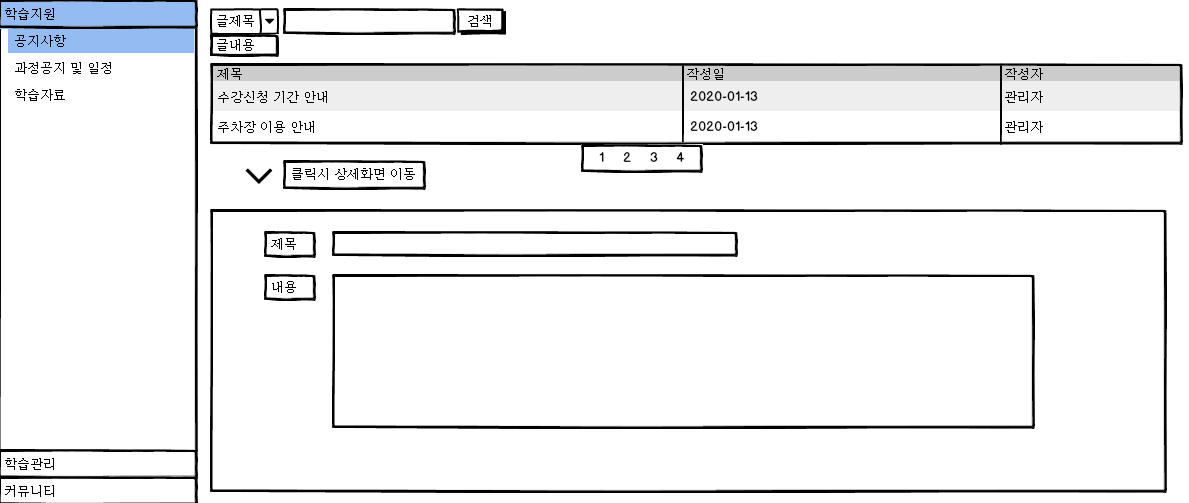 학습지원
공지사항
과정공지 및 일정
학습자료
학습관리
커뮤니티
글제목 검색
글내용
제목 작성일 작성자
수강신청 기간 안내 2020-01-13 관리자
주차장 이용 안내 2020-01-13 관리자
1 2 3 4
클릭시 상세화면 이동
제목
내용